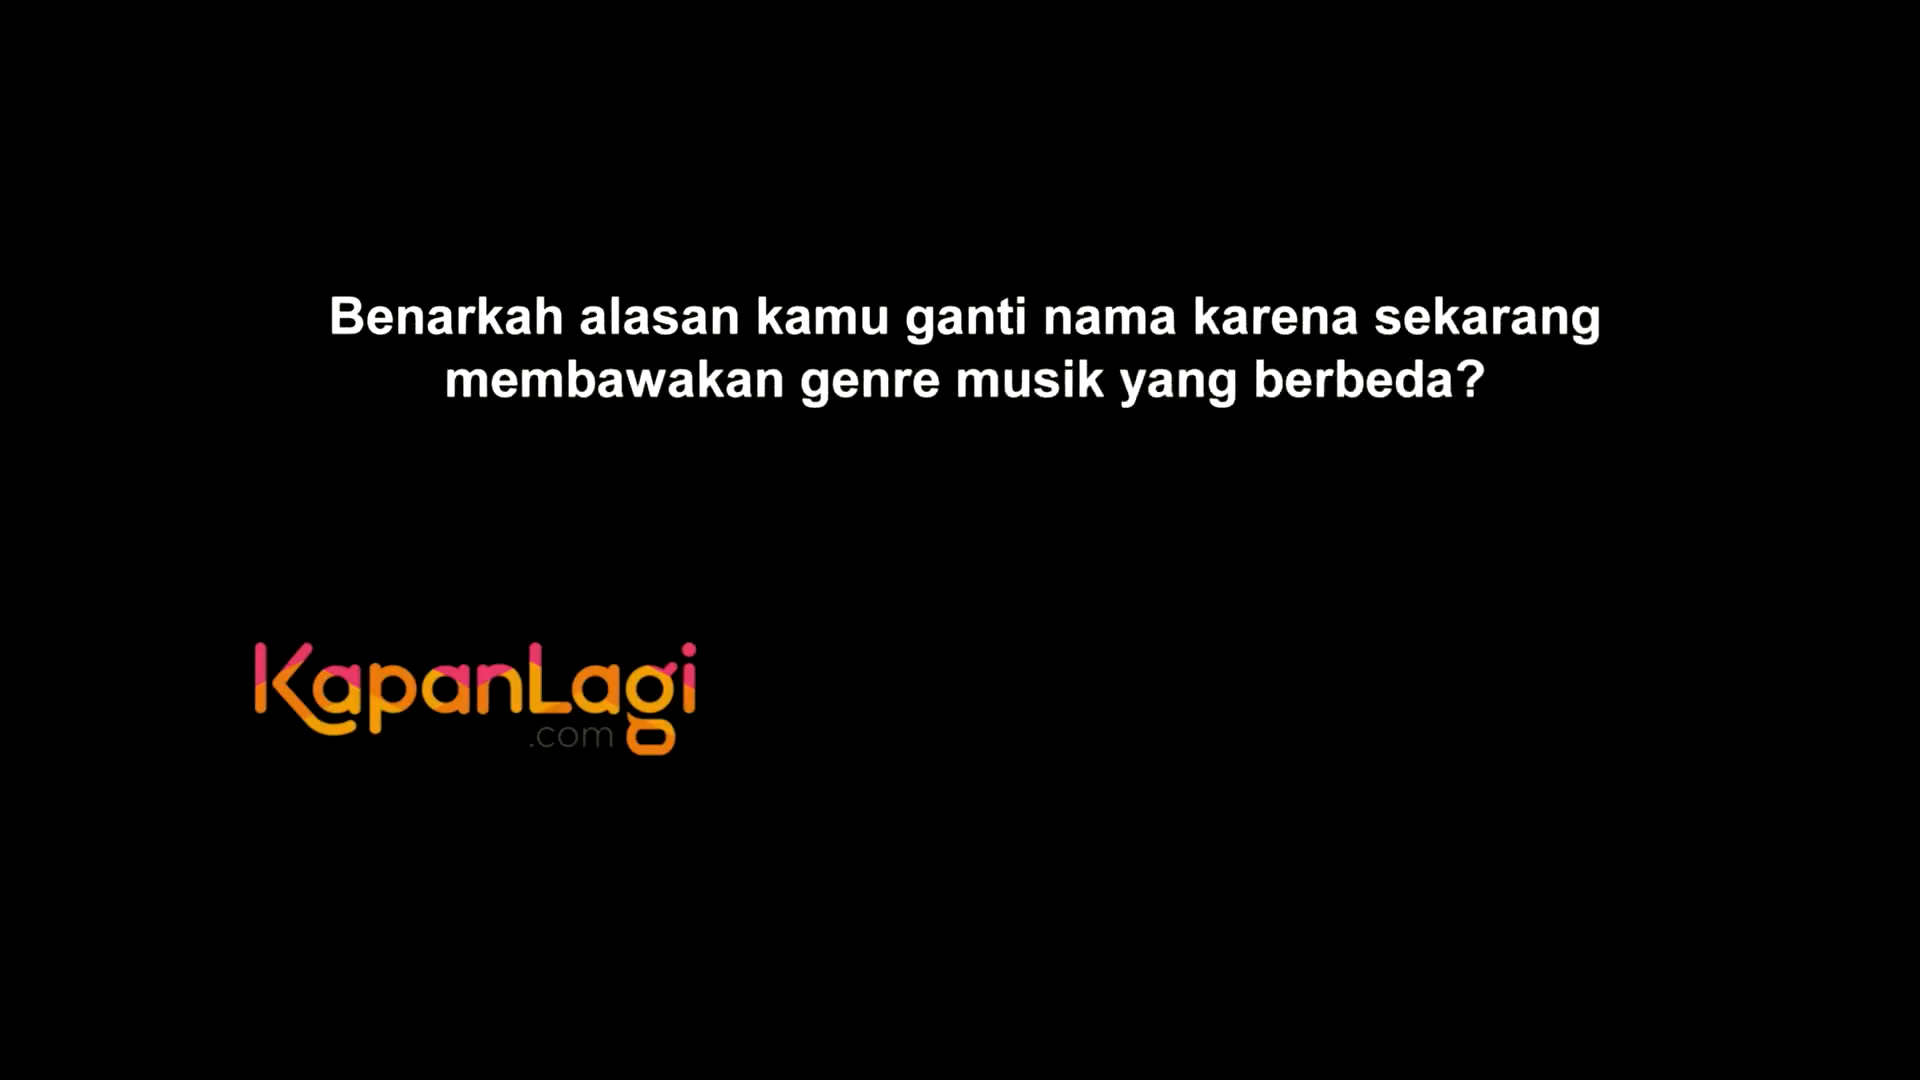 Benarkah alasan kamu ganti nama karena sekarang
membawakan genre musik yang berbeda?
KapanLagi
.com